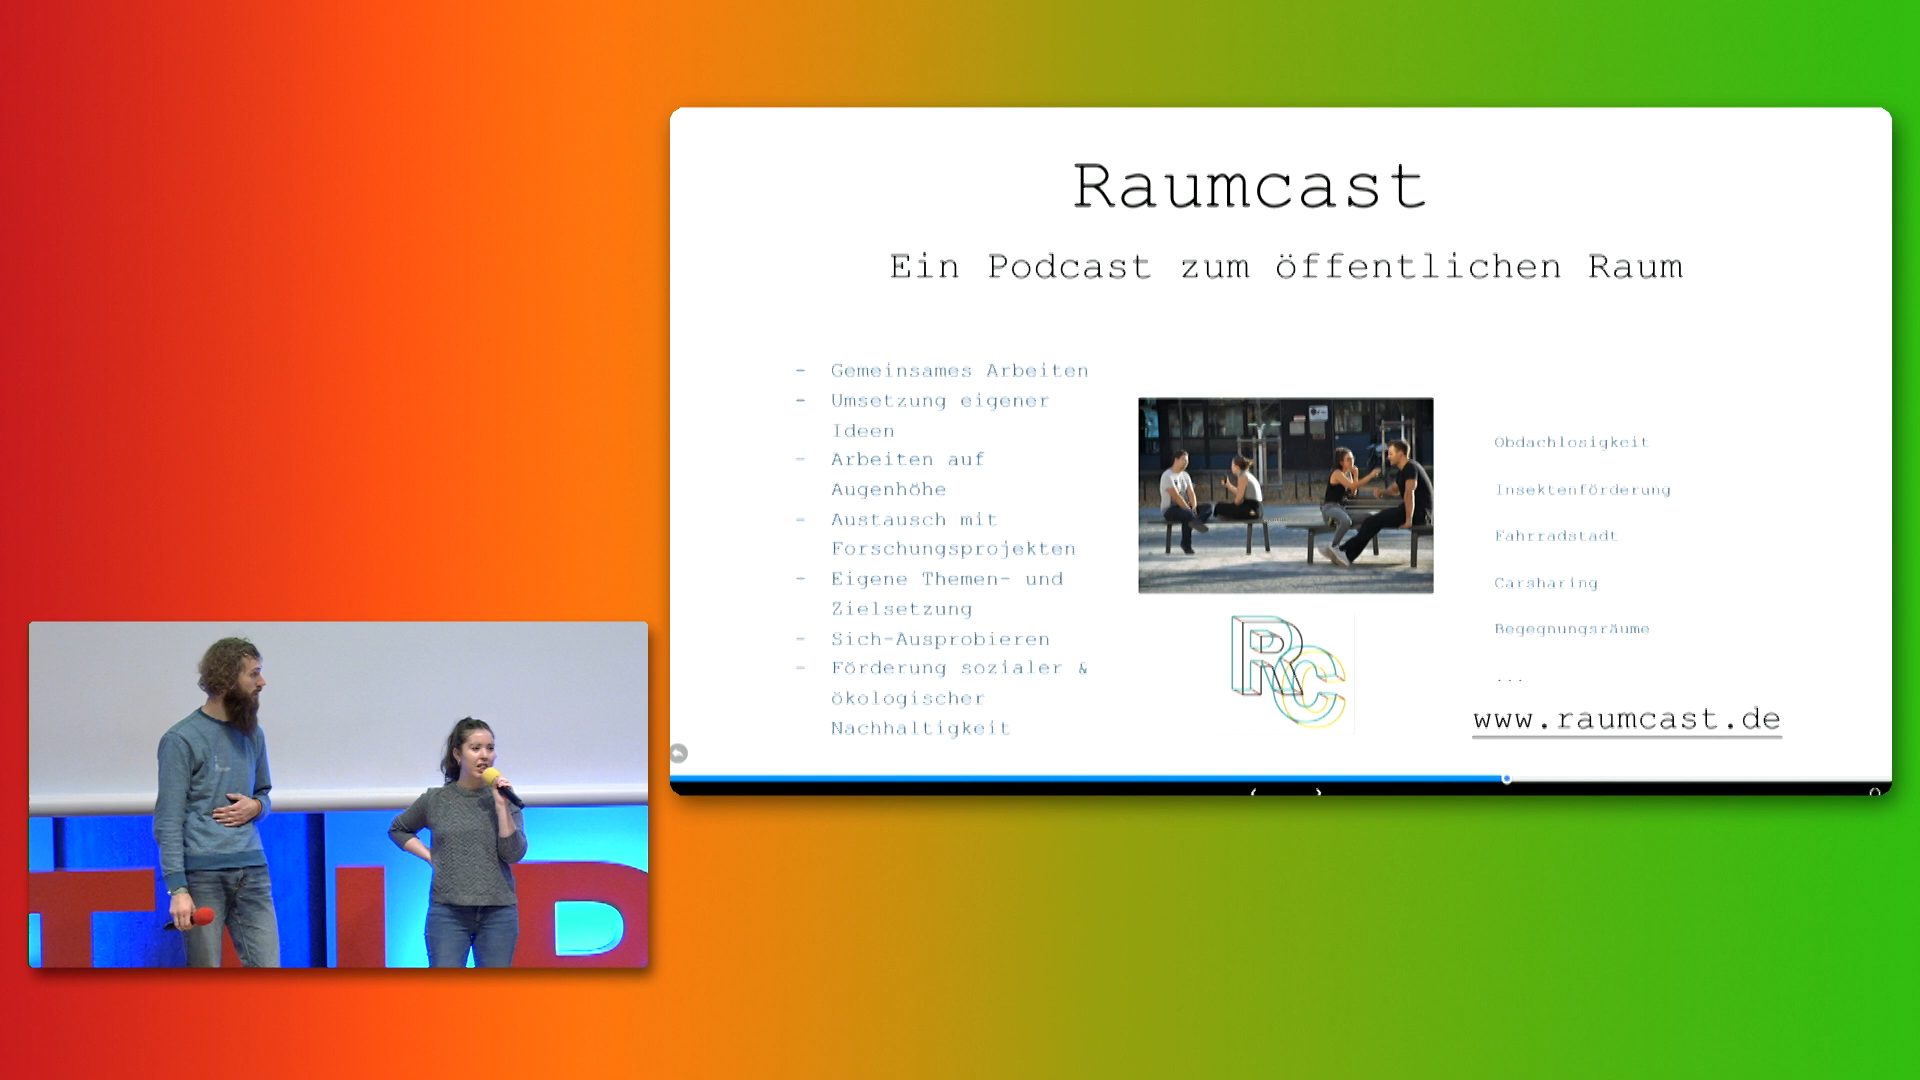 Raumcast
Ein Podcast zum öffentlichen Raum
- Gemeinsames Arbeiten
- Umsetzung eigener
Ideen
- Arbeiten auf
Augenhöhe
- Austausch mit
Forschungsprojekten
- Eigene Themen- und
Zielsetzung
- Sich-Ausprobieren
- Förderung sozialer &
ökologischer
Nachhaltigkeit
RC
Obdachlosigkeit
Insektenförderung
Fahrradstadt
Carsharing
Begegnungsräume
...
www.raumcast.de